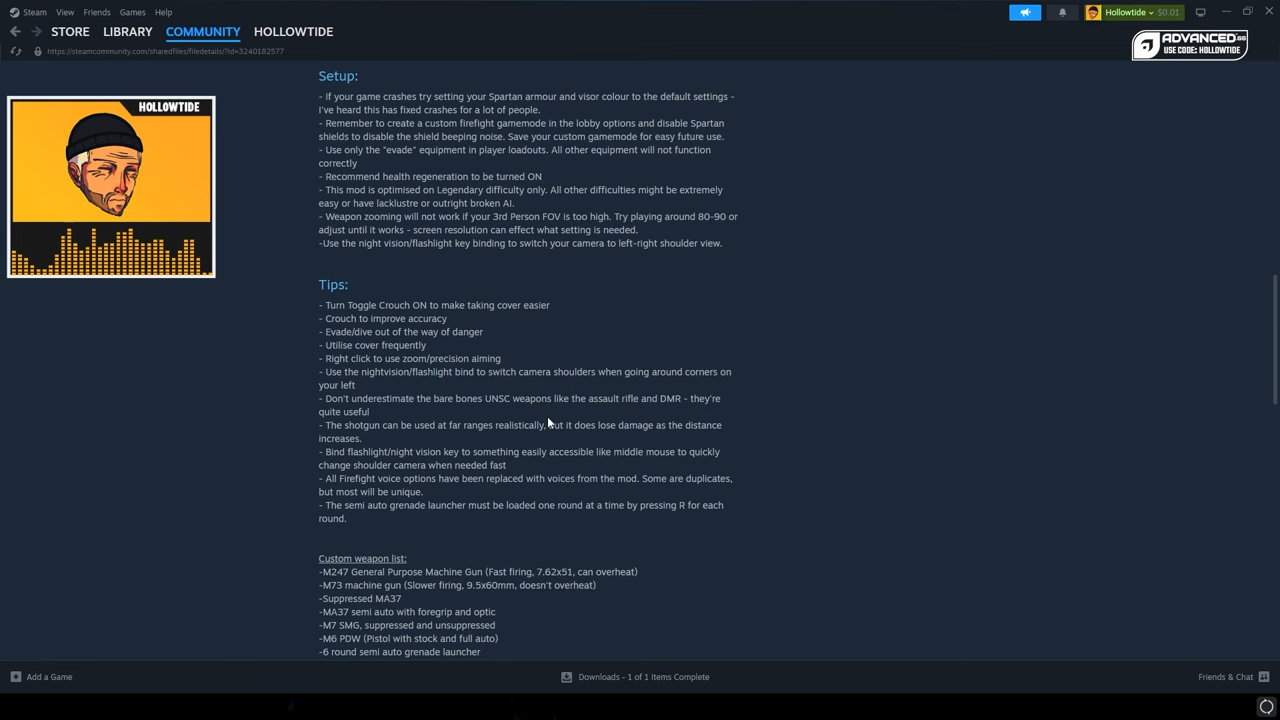 Steam View Friends Games Help
Hollowtide $0.01
STORE LIBRARY COMMUNITY HOLLOWTIDE
https://steamcommunity.com/sharedfiles/filedetails/?id=3240182577
ADVANCED.GG
USE CODE: HOLLOWTIDE
HOLLOWTIDE
Setup:
- If your game crashes try setting your Spartan armour and visor colour to the default settings -
I've heard this has fixed crashes for a lot of people.
- Remember to create a custom firefight gamemode in the lobby options and disable Spartan
shields to disable the shield beeping noise. Save your custom gamemode for easy future use.
- Use only the "evade" equipment in player loadouts. All other equipment will not function
correctly
- Recommend health regeneration to be turned ON
- This mod is optimised on Legendary difficulty only. All other difficulties might be extremely
easy or have lacklustre or outright broken AI.
- Weapon zooming will not work if your 3rd Person FOV is too high. Try playing around 80-90 or
adjust until it works - screen resolution can effect what setting is needed.
-Use the night vision/flashlight key binding to switch your camera to left-right shoulder view.
Tips:
- Turn Toggle Crouch ON to make taking cover easier
- Crouch to improve accuracy
- Evade/dive out of the way of danger
- Utilise cover frequently
- Right click to use zoom/precision aiming
- Use the nightvision/flashlight bind to switch camera shoulders when going around corners on
your left
- Don't underestimate the bare bones UNSC weapons like the assault rifle and DMR - they're
quite useful
- The shotgun can be used at far ranges realistically, but it does lose damage as the distance
increases.
- Bind flashlight/night vision key to something easily accessible like middle mouse to quickly
change shoulder camera when needed fast
- All Firefight voice options have been replaced with voices from the mod. Some are duplicates,
but most will be unique.
- The semi auto grenade launcher must be loaded one round at a time by pressing R for each
round.
Custom weapon list:
-M247 General Purpose Machine Gun (Fast firing, 7.62x51, can overheat)
-M73 machine gun (Slower firing, 9.5x60mm, doesn't overheat)
-Suppressed MA37
-MA37 semi auto with foregrip and optic
-M7 SMG, suppressed and unsuppressed
-M6 PDW (Pistol with stock and full auto)
-6 round semi auto grenade launcher
Add a Game
Downloads - 1 of 1 Items Complete
Friends & Chat